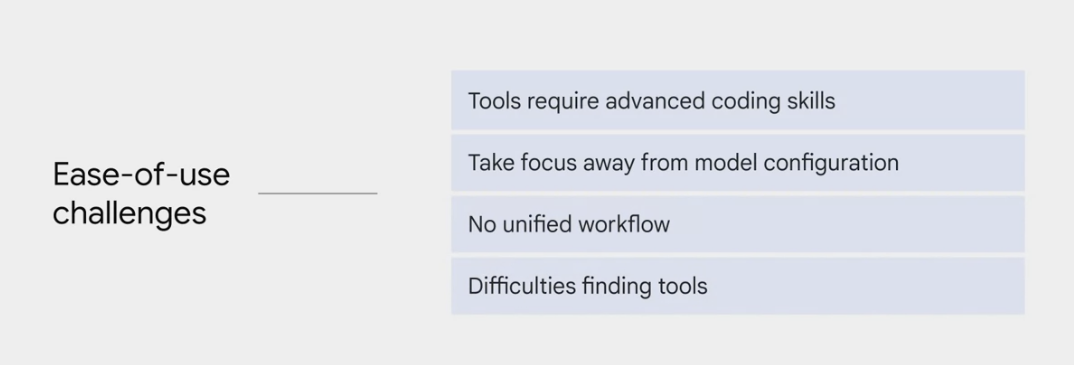 Ease-of-use
challenges
Tools require advanced coding skills
Take focus away from model configuration
No unified workflow
Difficulties finding tools